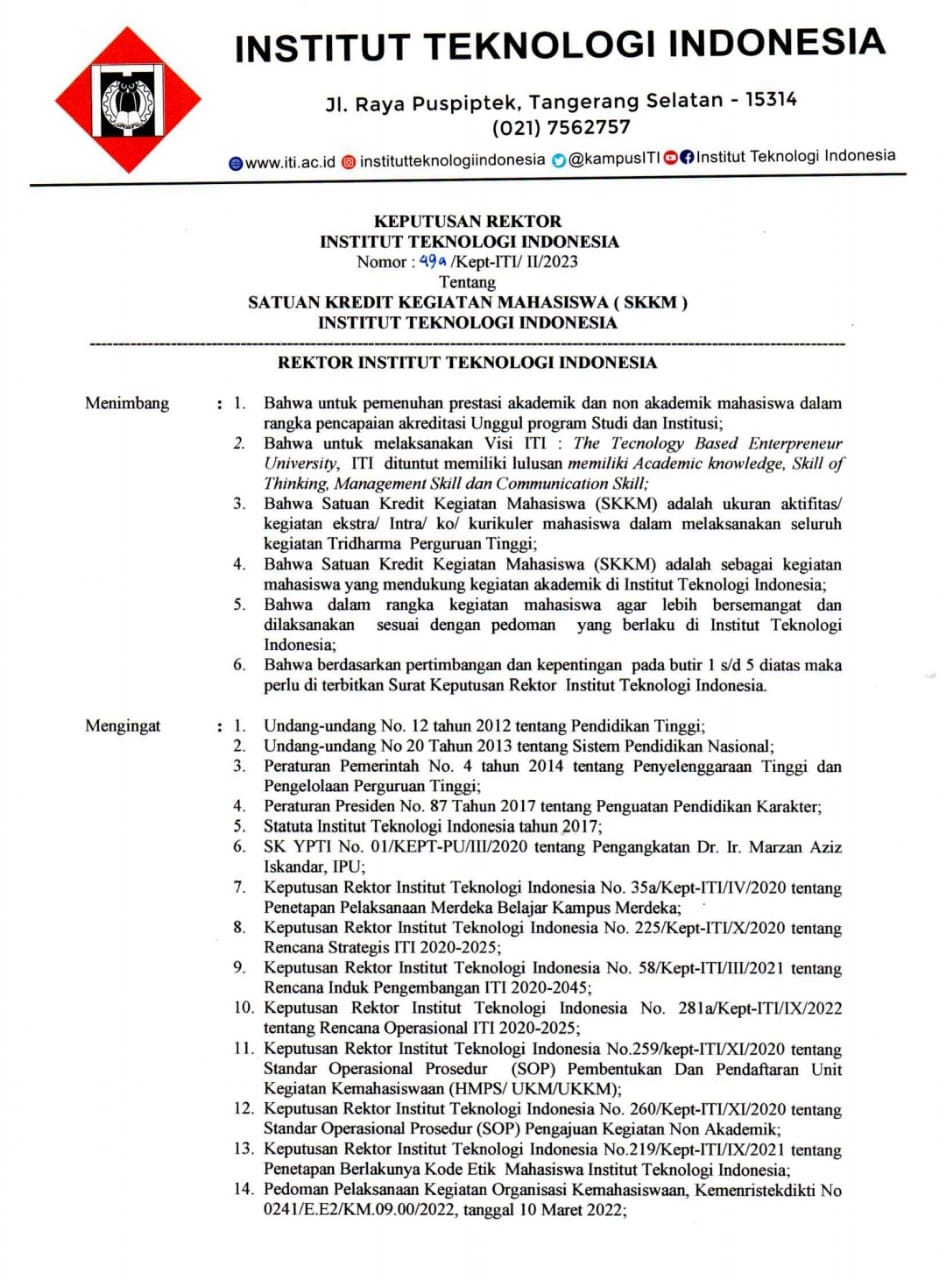 INSTITUT TEKNOLOGI INDONESIA
Jl. Raya Puspiptek, Tangerang Selatan - 15314
(021) 7562757
www.iti.ac.id institutteknologiindonesia @kampusITI Institut Teknologi Indonesia
KEPUTUSAN REKTOR
INSTITUT TEKNOLOGI INDONESIA
Nomor : 49a /Kept-ITI/ II/2023
Tentang
SATUAN KREDIT KEGIATAN MAHASISWA ( SKKM )
INSTITUT TEKNOLOGI INDONESIA
REKTOR INSTITUT TEKNOLOGI INDONESIA
Menimbang : 1. Bahwa untuk pemenuhan prestasi akademik dan non akademik mahasiswa dalam
rangka pencapaian akreditasi Unggul program Studi dan Institusi;
2. Bahwa untuk melaksanakan Visi ITI : The Tecnology Based Enterpreneur
University, ITI dituntut memiliki lulusan memiliki Academic knowledge, Skill of
Thinking, Management Skill dan Communication Skill;
3. Bahwa Satuan Kredit Kegiatan Mahasiswa (SKKM) adalah ukuran aktifitas/
kegiatan ekstra/ Intra/ ko/ kurikuler mahasiswa dalam melaksanakan seluruh
kegiatan Tridharma Perguruan Tinggi;
4. Bahwa Satuan Kredit Kegiatan Mahasiswa (SKKM) adalah sebagai kegiatan
mahasiswa yang mendukung kegiatan akademik di Institut Teknologi Indonesia;
5. Bahwa dalam rangka kegiatan mahasiswa agar lebih bersemangat dan
dilaksanakan sesuai dengan pedoman yang berlaku di Institut Teknologi
Indonesia;
6. Bahwa berdasarkan pertimbangan dan kepentingan pada butir 1 s/d 5 diatas maka
perlu di terbitkan Surat Keputusan Rektor Institut Teknologi Indonesia.
Mengingat : 1. Undang-undang No. 12 tahun 2012 tentang Pendidikan Tinggi;
2. Undang-undang No 20 Tahun 2013 tentang Sistem Pendidikan Nasional;
3. Peraturan Pemerintah No. 4 tahun 2014 tentang Penyelenggaraan Tinggi dan
Pengelolaan Perguruan Tinggi;
4. Peraturan Presiden No. 87 Tahun 2017 tentang Penguatan Pendidikan Karakter;
5. Statuta Institut Teknologi Indonesia tahun 2017;
6. SK YPTI No. 01/KEPT-PU/III/2020 tentang Pengangkatan Dr. Ir. Marzan Aziz
Iskandar, IPU;
7. Keputusan Rektor Institut Teknologi Indonesia No. 35a/Kept-ITI/IV/2020 tentang
Penetapan Pelaksanaan Merdeka Belajar Kampus Merdeka;
8. Keputusan Rektor Institut Teknologi Indonesia No. 225/Kept-ITI/X/2020 tentang
Rencana Strategis ITI 2020-2025;
9. Keputusan Rektor Institut Teknologi Indonesia No. 58/Kept-ITI/III/2021 tentang
Rencana Induk Pengembangan ITI 2020-2045;
10. Keputusan Rektor Institut Teknologi Indonesia No. 281a/Kept-ITI/IX/2022
tentang Rencana Operasional ITI 2020-2025;
11. Keputusan Rektor Institut Teknologi Indonesia No.259/kept-ITI/XI/2020 tentang
Standar Operasional Prosedur (SOP) Pembentukan Dan Pendaftaran Unit
Kegiatan Kemahasiswaan (HMPS/ UKM/UKKM);
12. Keputusan Rektor Institut Teknologi Indonesia No. 260/Kept-ITI/XI/2020 tentang
Standar Operasional Prosedur (SOP) Pengajuan Kegiatan Non Akademik;
13. Keputusan Rektor Institut Teknologi Indonesia No.219/Kept-ITI/IX/2021 tentang
Penetapan Berlakunya Kode Etik Mahasiswa Institut Teknologi Indonesia;
14. Pedoman Pelaksanaan Kegiatan Organisasi Kemahasiswaan, Kemenristekdikti No
0241/E.E2/KM.09.00/2022, tanggal 10 Maret 2022;